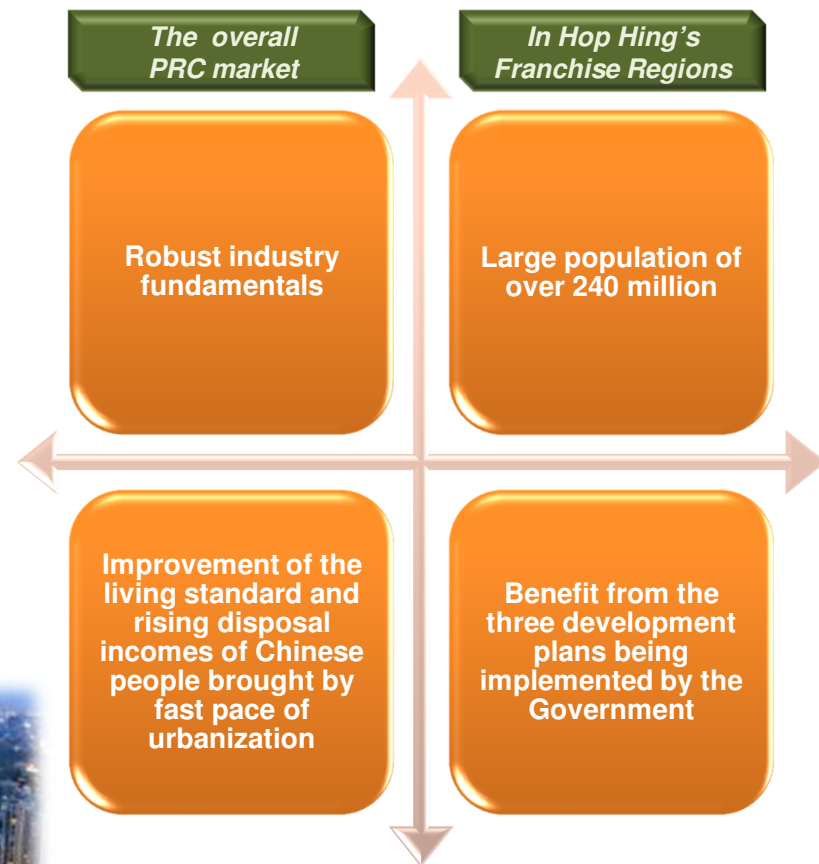 The overall
PRC market
In Hop Hing's
Franchise Regions
Robust industry
fundamentals
Large population of
over 240 million
Improvement of the
living standard and
rising disposal
incomes of Chinese
people brought by
fast pace of
urbanization
Benefit from the
three development
plans being
implemented by the
Government